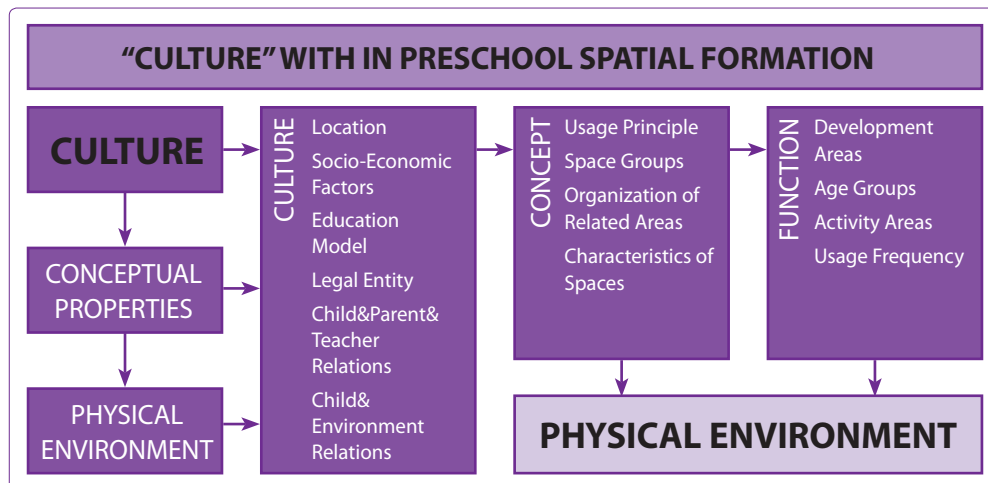 “CULTURE” WITH IN PRESCHOOL SPATIAL FORMATION
CULTURE
CONCEPTUAL
PROPERTIES
PHYSICAL
ENVIRONMENT
CULTURE
Location
Socio-Economic
Factors
Education
Model
Legal Entity
Child&Parent&
Teacher
Relations
Child&
Environment
Relations
CONCEPT
Usage Principle
Space Groups
Organization of
Related Areas
Characteristics of
Spaces
FUNCTION
Development
Areas
Age Groups
Activity Areas
Usage Frequency
PHYSICAL ENVIRONMENT